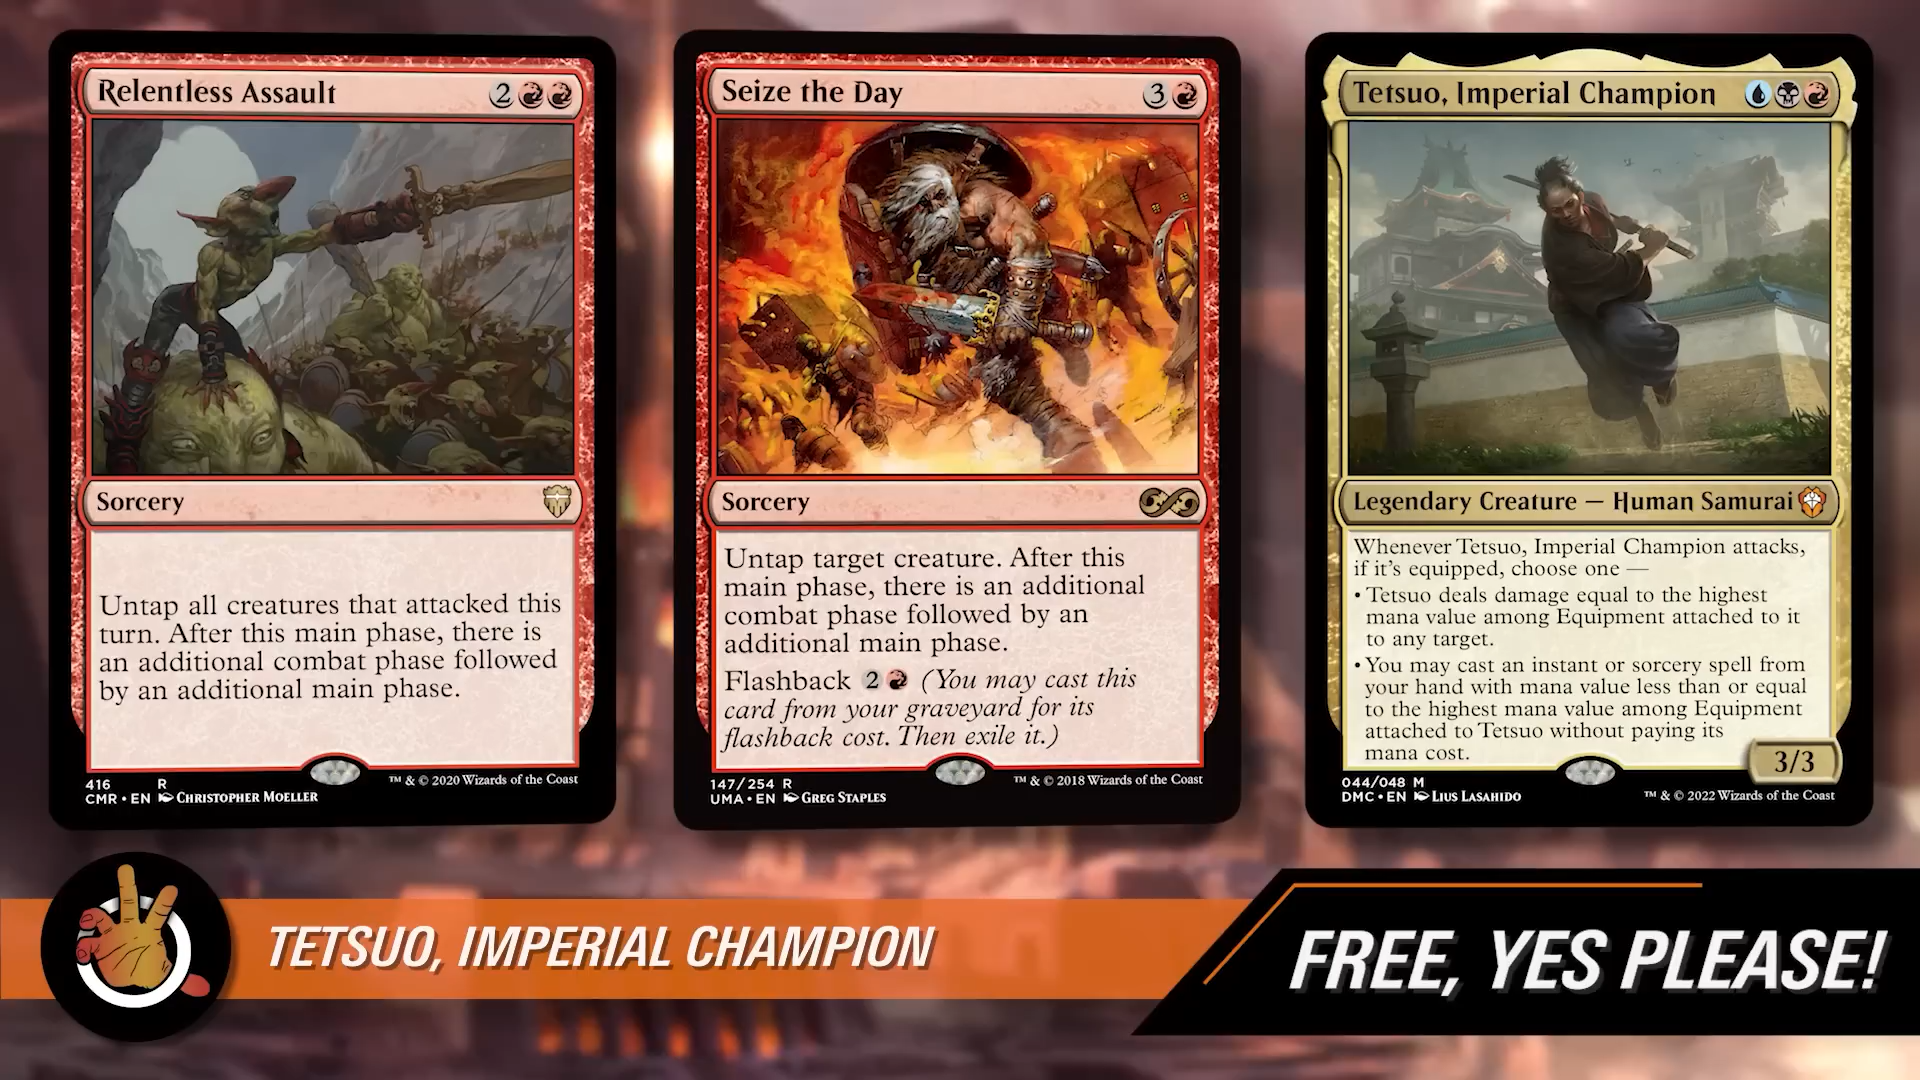 Relentless Assault 2
Sorcery
Untap all creatures that attacked this
turn. After this main phase, there is
an additional combat phase followed
by an additional main phase.
416 R
CMR • EN Christopher Moeller
™ & © 2020 Wizards of the Coast
Seize the Day 3
Sorcery
Untap target creature. After this
main phase, there is an additional
combat phase followed by an
additional main phase.
Flashback 2 (You may cast this
card from your graveyard for its
flashback cost. Then exile it.)
147/254 R
UMA • EN Greg Staples
™ & © 2018 Wizards of the Coast
Tetsuo, Imperial Champion
Legendary Creature — Human Samurai
Whenever Tetsuo, Imperial Champion attacks,
if it's equipped, choose one —
• Tetsuo deals damage equal to the highest
mana value among Equipment attached to it
to any target.
• You may cast an instant or sorcery spell from
your hand with mana value less than or equal
to the highest mana value among Equipment
attached to Tetsuo without paying its
mana cost.
3/3
044/048 M
DMC • EN Lius Lasahido
™ & © 2022 Wizards of the Coast
TETSUO, IMPERIAL CHAMPION
FREE, YES PLEASE!